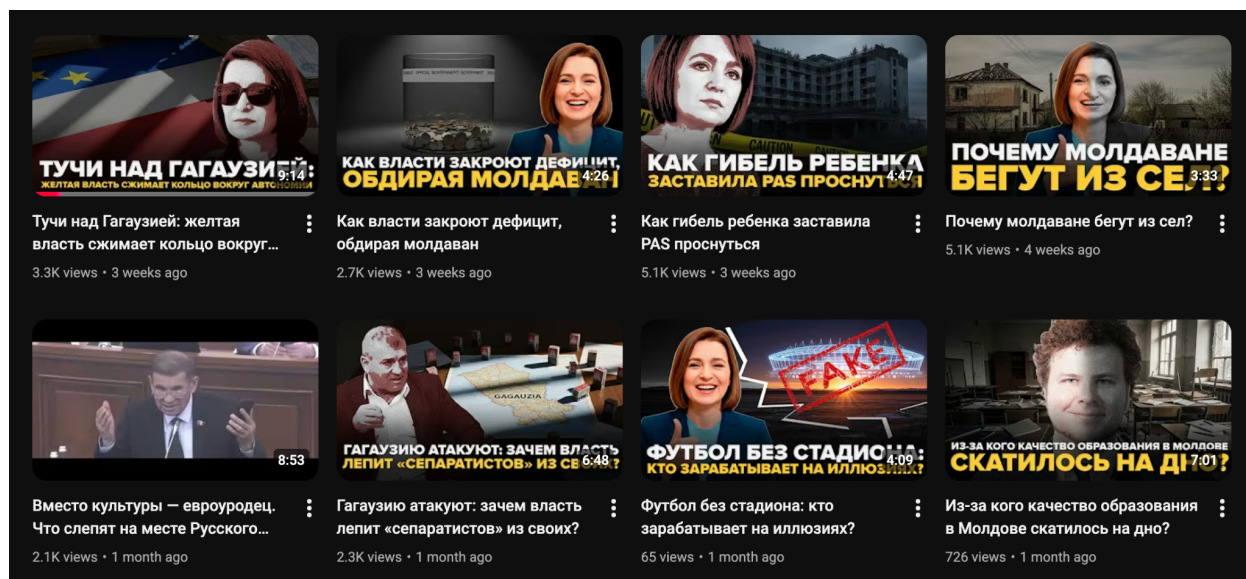 ТУЧИ НАД ГАГАУЗИЕЙ:
ЖЕЛТАЯ ВЛАСТЬ СЖИМАЕТ КОЛЬЦО ВОКРУГ АВТОНОМИИ
9:14
КАК ВЛАСТИ ЗАКРОЮТ ДЕФИЦИТ,
ОБДИРАЯ МОЛДАВАН
4:26
CAUTION
CAUTION
КАК ГИБЕЛЬ РЕБЕНКА
ЗАСТАВИЛА PAS ПРОСНУТЬСЯ
4:47
ПОЧЕМУ МОЛДАВАНЕ
БЕГУТ ИЗ СЕЛ?
3:33
Тучи над Гагаузией: желтая
власть сжимает кольцо вокруг...
3.3K views • 3 weeks ago
Как власти закроют дефицит,
обдирая молдаван
2.7K views • 3 weeks ago
Как гибель ребенка заставила
PAS проснуться
5.1K views • 3 weeks ago
Почему молдаване бегут из сел?
5.1K views • 4 weeks ago
8:53
GAGAUZIA
ГАГАУЗИЮ АТАКУЮТ: ЗАЧЕМ ВЛАСТЬ
ЛЕПИТ «СЕПАРАТИСТОВ» ИЗ СВОИХ?
6:48
FAKE
ФУТБОЛ БЕЗ СТАДИОНА:
КТО ЗАРАБАТЫВАЕТ НА ИЛЛЮЗИЯХ?
4:09
ИЗ-ЗА КОГО КАЧЕСТВО ОБРАЗОВАНИЯ В МОЛДОВЕ
СКАТИЛОСЬ НА ДНО?
7:01
Вместо культуры — евроуродец.
Что слепят на месте Русского...
2.1K views • 1 month ago
Гагаузию атакуют: зачем власть
лепит «сепаратистов» из своих?
2.3K views • 1 month ago
Футбол без стадиона: кто
зарабатывает на иллюзиях?
65 views • 1 month ago
Из-за кого качество образования
в Молдове скатилось на дно?
726 views • 1 month ago